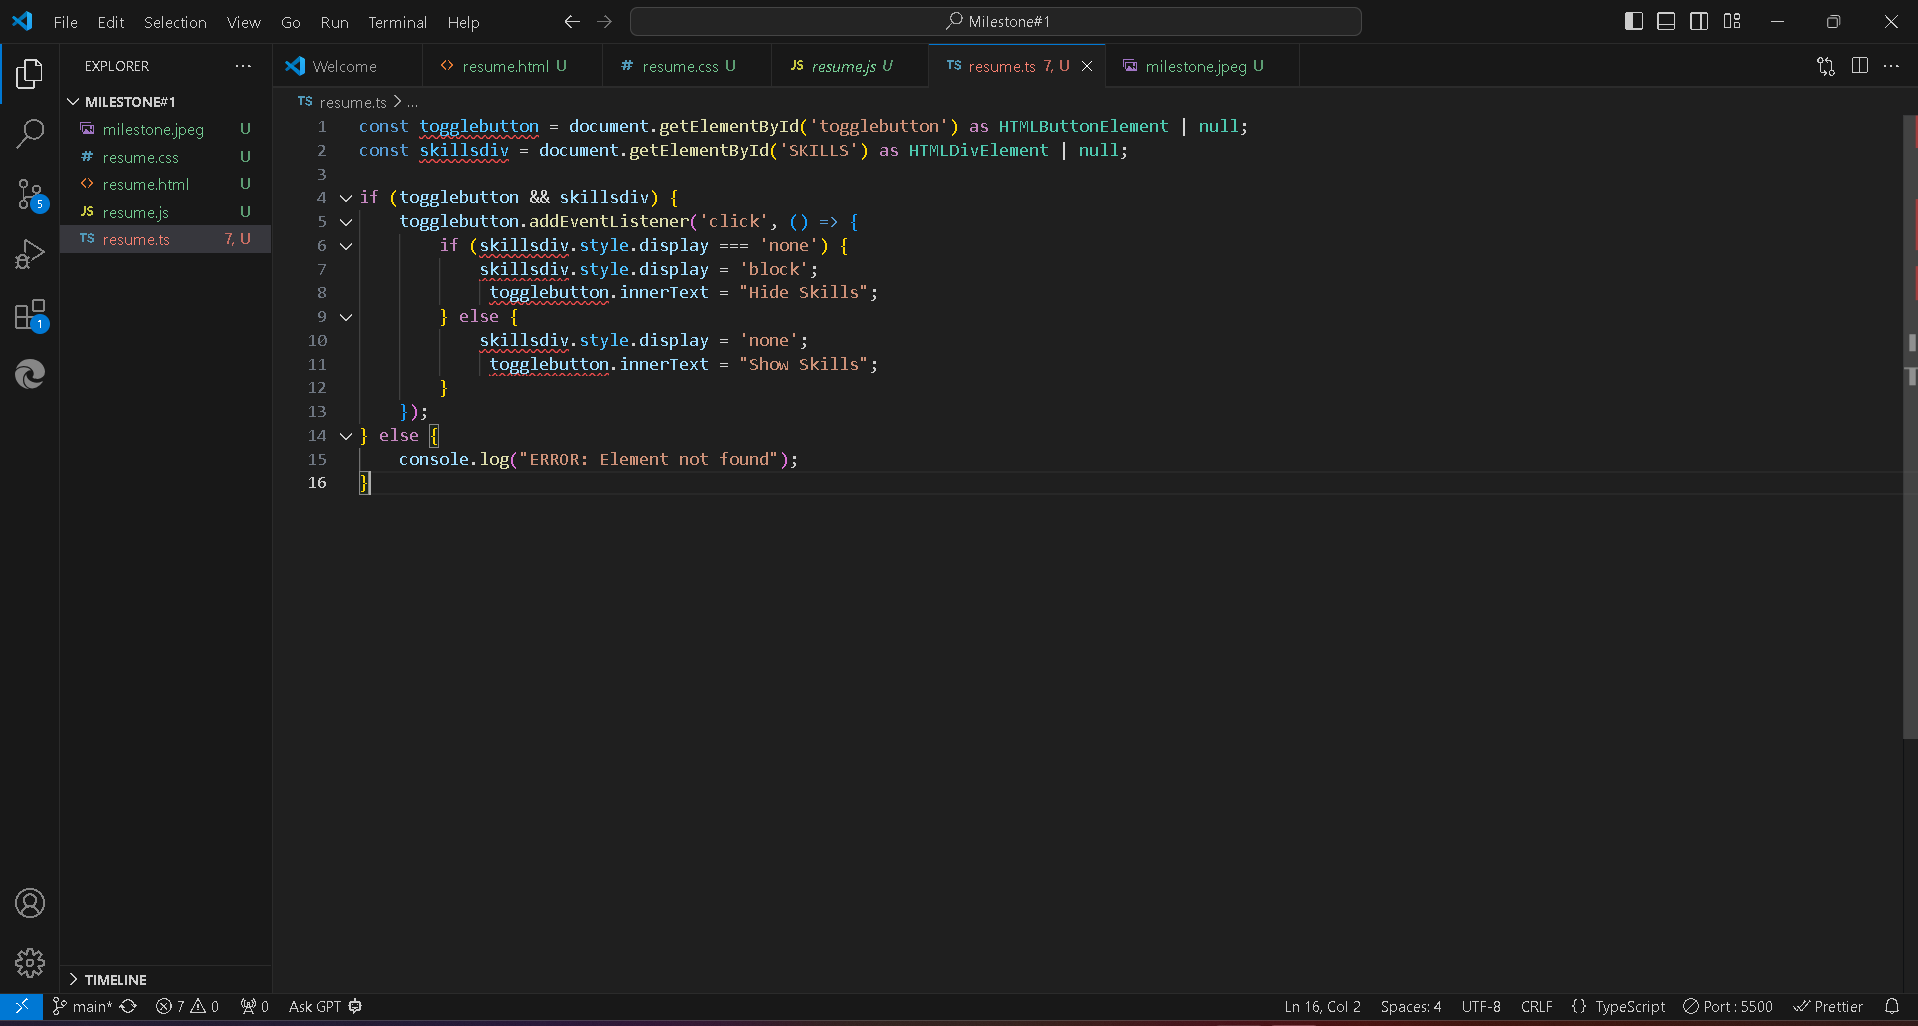 File Edit Selection View Go Run Terminal Help Milestone#1
EXPLORER
MILESTONE#1
milestone.jpeg U
resume.css U
resume.html U
resume.js U
resume.ts 7, U
5
1
TIMELINE
Welcome resume.html U resume.css U resume.js U resume.ts 7, U milestone.jpeg U
TS resume.ts > ...
1 const togglebutton = document.getElementById('togglebutton') as HTMLButtonElement | null;
2 const skillsdiv = document.getElementById('SKILLS') as HTMLDivElement | null;
3
4 if (togglebutton && skillsdiv) {
5 togglebutton.addEventListener('click', () => {
6 if (skillsdiv.style.display === 'none') {
7 skillsdiv.style.display = 'block';
8 togglebutton.innerText = "Hide Skills";
9 } else {
10 skillsdiv.style.display = 'none';
11 togglebutton.innerText = "Show Skills";
12 }
13 });
14 } else {
15 console.log("ERROR: Element not found");
16 }
main* 7 0 0 Ask GPT Ln 16, Col 2 Spaces: 4 UTF-8 CRLF {} TypeScript Port : 5500 Prettier